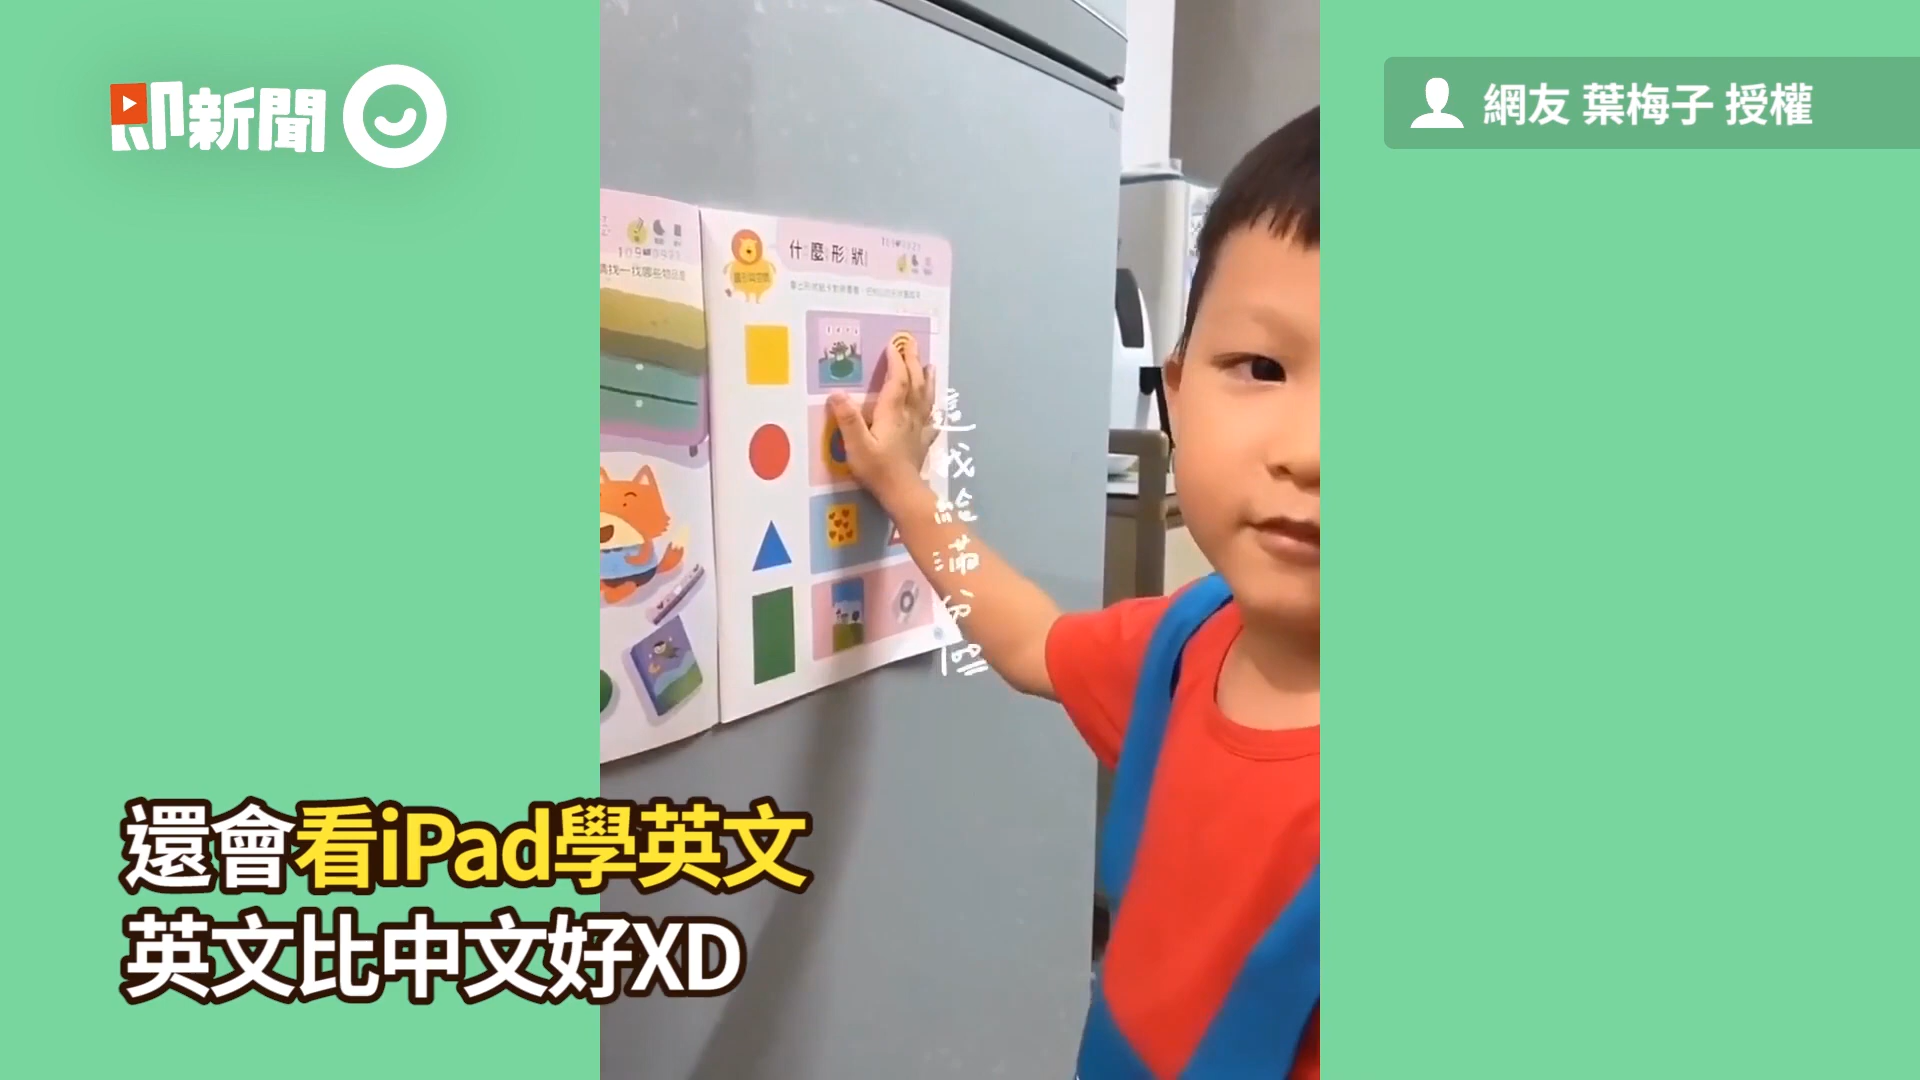 即新聞
網友 葉梅子 授權
什麼形狀
這我給滿分
還會看iPad學英文
英文比中文好XD